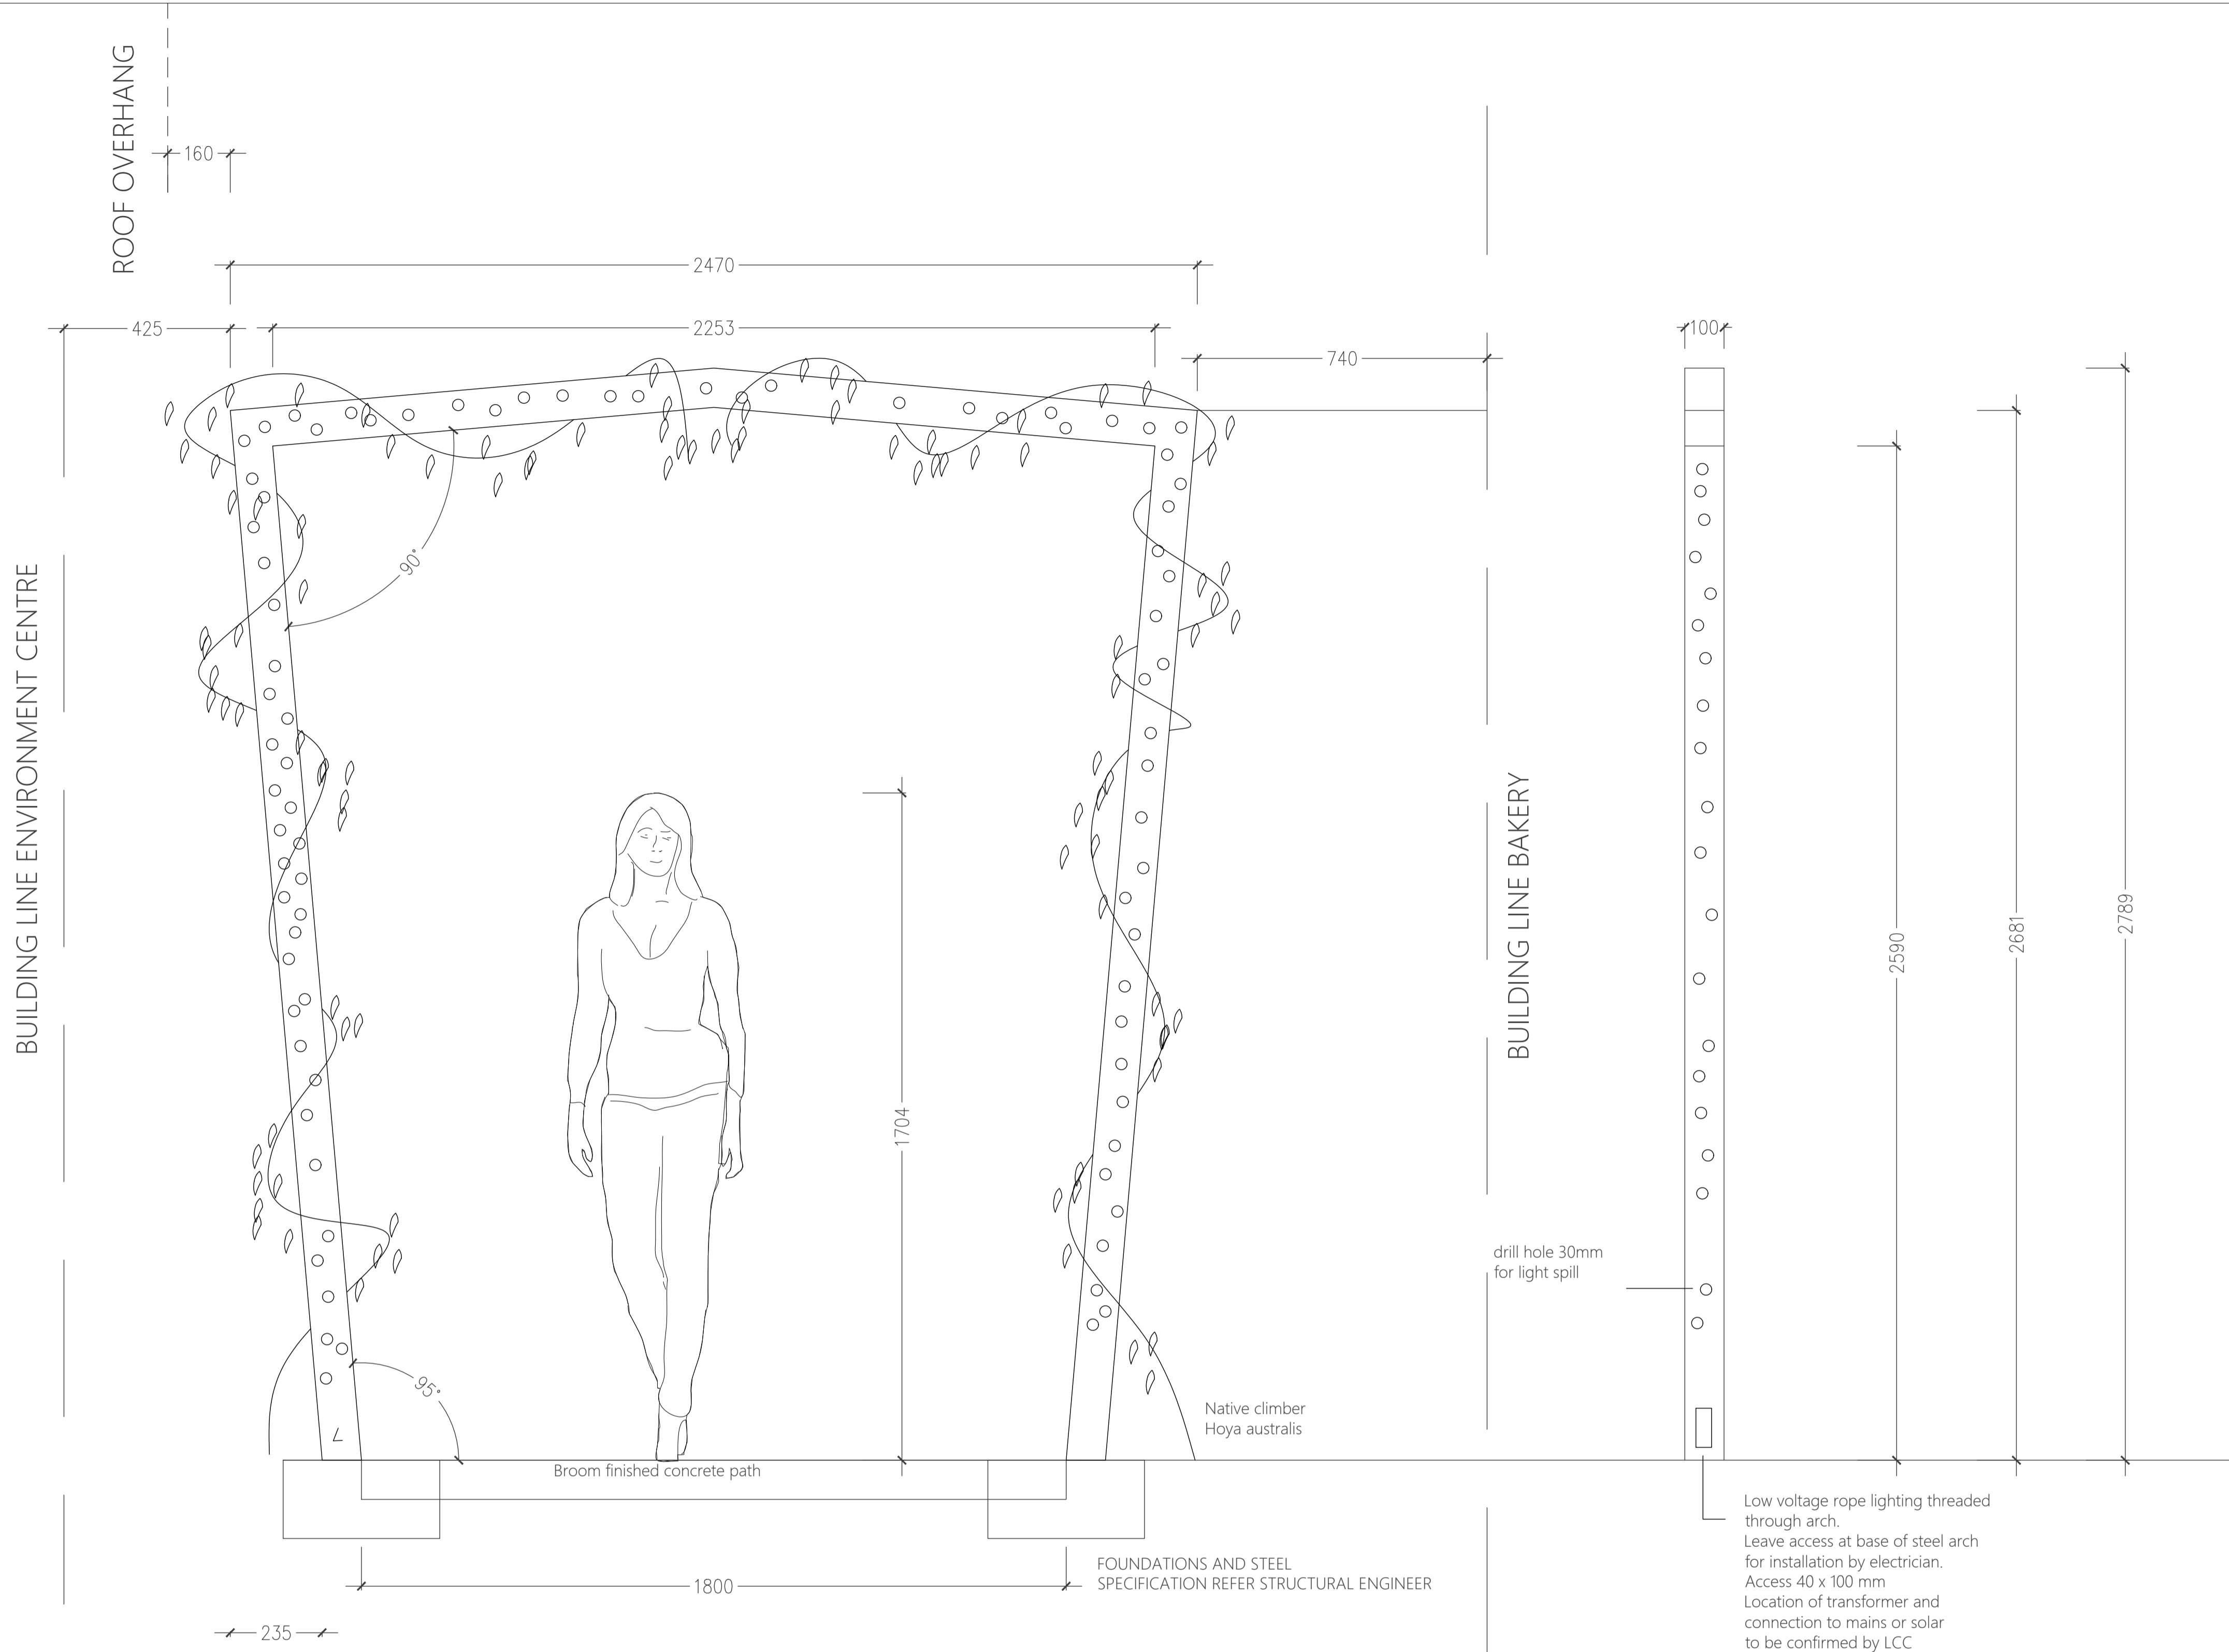 ROOF OVERHANG
160
2470
425
2253
740
100
90°
BUILDING LINE ENVIRONMENT CENTRE
BUILDING LINE BAKERY
1704
2590
2681
2789
drill hole 30mm
for light spill
95°
Native climber
Hoya australis
Broom finished concrete path
FOUNDATIONS AND STEEL
SPECIFICATION REFER STRUCTURAL ENGINEER
1800
235
Low voltage rope lighting threaded
through arch.
Leave access at base of steel arch
for installation by electrician.
Access 40 x 100 mm
Location of transformer and
connection to mains or solar
to be confirmed by LCC